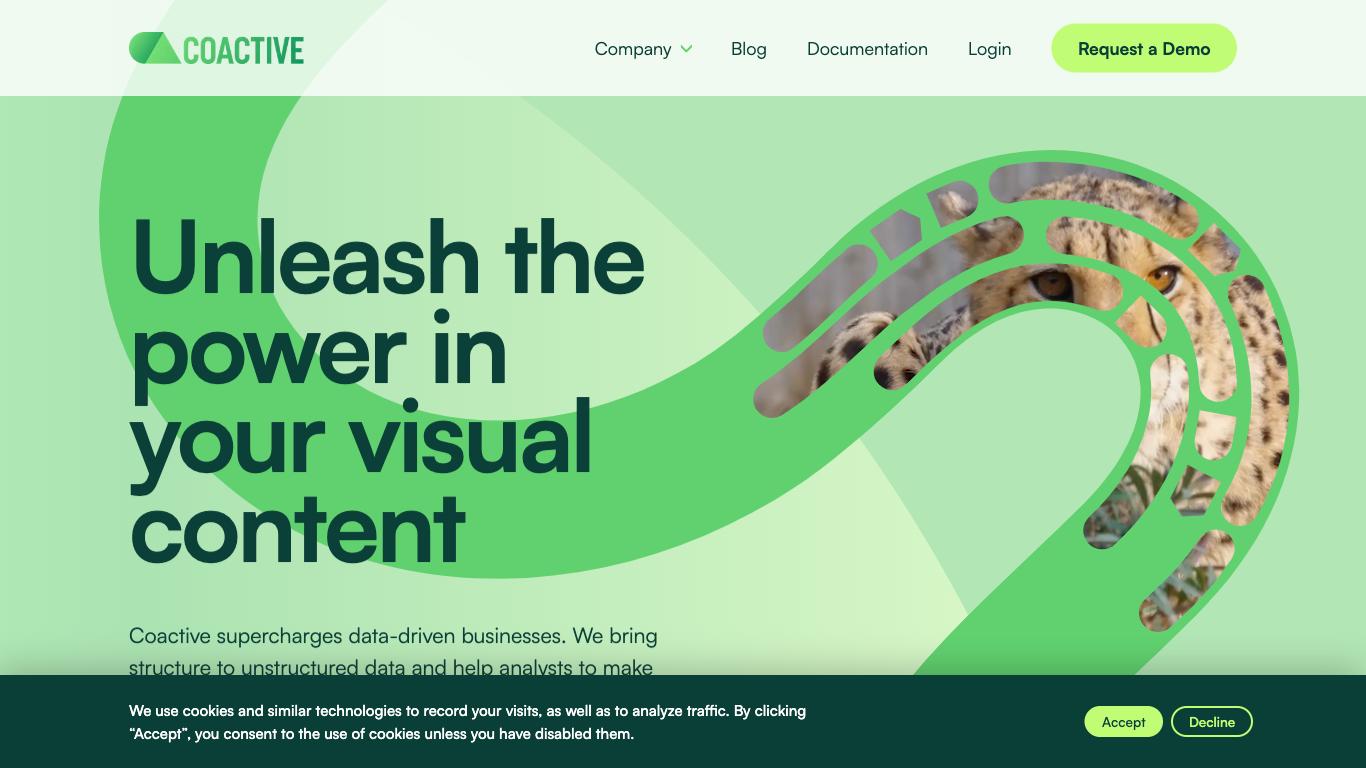 COACTIVE
Company
Blog
Documentation
Login
Request a Demo
Unleash the
power in
your visual
content
Coactive supercharges data-driven businesses. We bring
structure to unstructured data and help analysts to make
We use cookies and similar technologies to record your visits, as well as to analyze traffic. By clicking
“Accept”, you consent to the use of cookies unless you have disabled them.
Accept
Decline